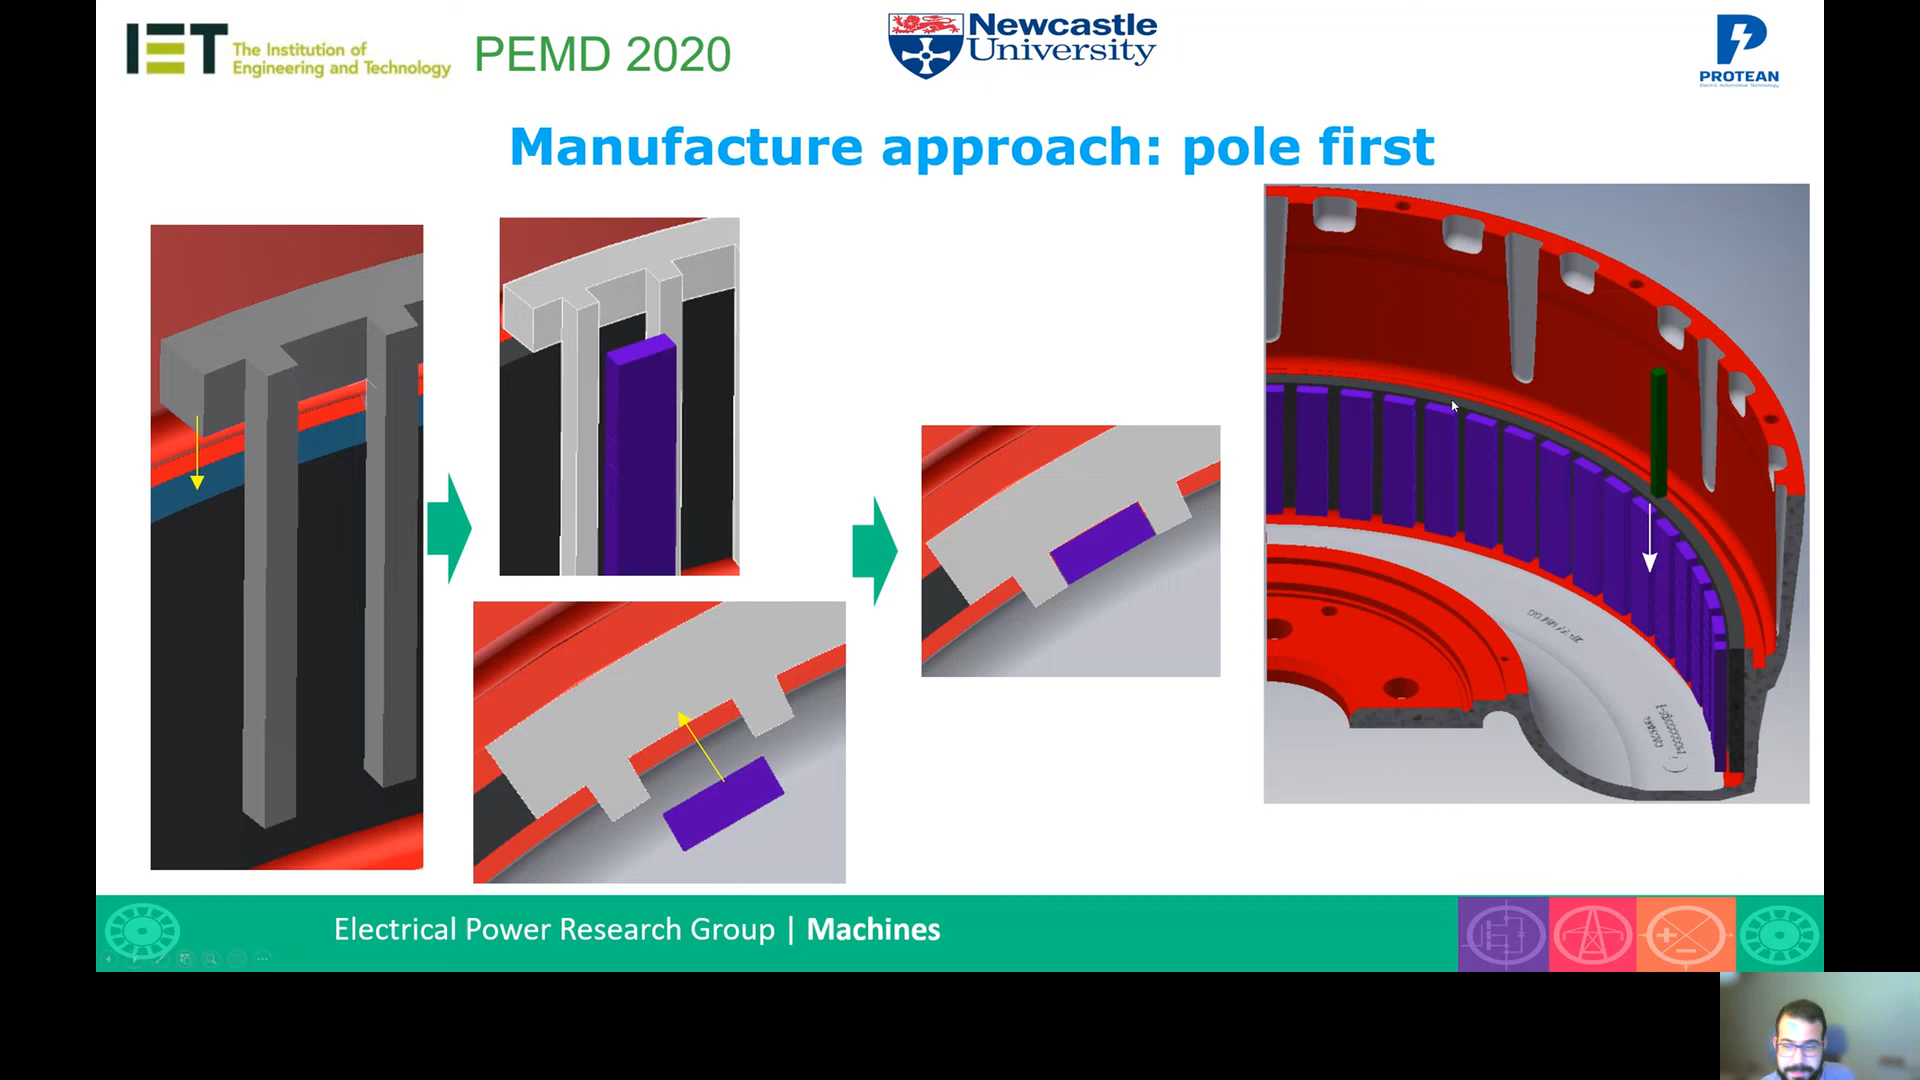 IET The Institution of
Engineering and Technology
PEMD 2020
Newcastle
University
PROTEAN
Manufacture approach: pole first
Electrical Power Research Group | Machines